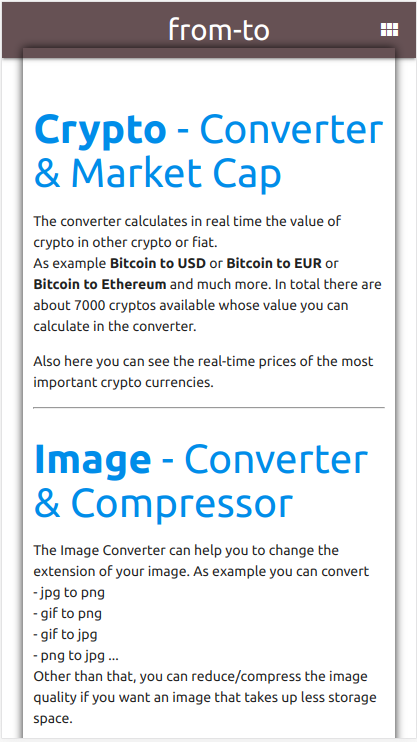 from-to
Crypto - Converter
& Market Cap
The converter calculates in real time the value of
crypto in other crypto or fiat.
As example Bitcoin to USD or Bitcoin to EUR or
Bitcoin to Ethereum and much more. In total there are
about 7000 cryptos available whose value you can
calculate in the converter.
Also here you can see the real-time prices of the most
important crypto currencies.
Image - Converter
& Compressor
The Image Converter can help you to change the
extension of your image. As example you can convert
- jpg to png
- gif to png
- gif to jpg
- png to jpg ...
Other than that, you can reduce/compress the image
quality if you want an image that takes up less storage
space.